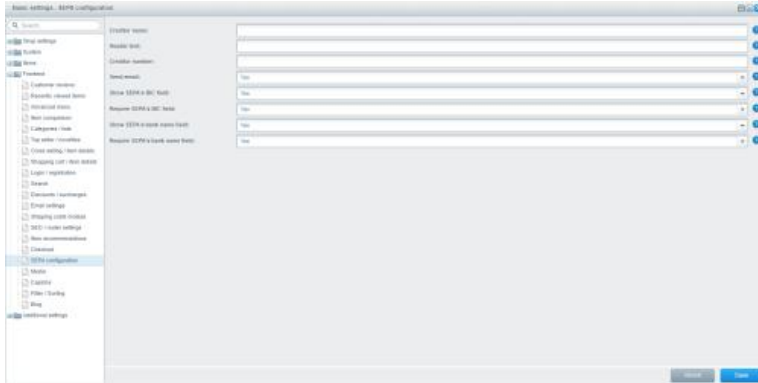 Basic settings - SEPA configuration
Search
Shop settings
System
Items
Frontend
Customer reviews
Recently viewed items
Advanced menu
Item comparison
Categories / lists
Top seller / novelties
Cross selling / item details
Shopping cart / item details
Login / registration
Search
Discounts / surcharges
Email settings
Shipping costs module
SEO / router settings
Item recommendations
Checkout
SEPA configuration
Media
Captcha
Filter / Sorting
Blog
Additional settings
Creditor name:
Header text:
Creditor number:
Send email:
Yes
Show SEPA's BIC field:
Yes
Require SEPA's BIC field:
Yes
Show SEPA's bank name field:
Yes
Require SEPA's bank name field:
Yes
Reset
Save